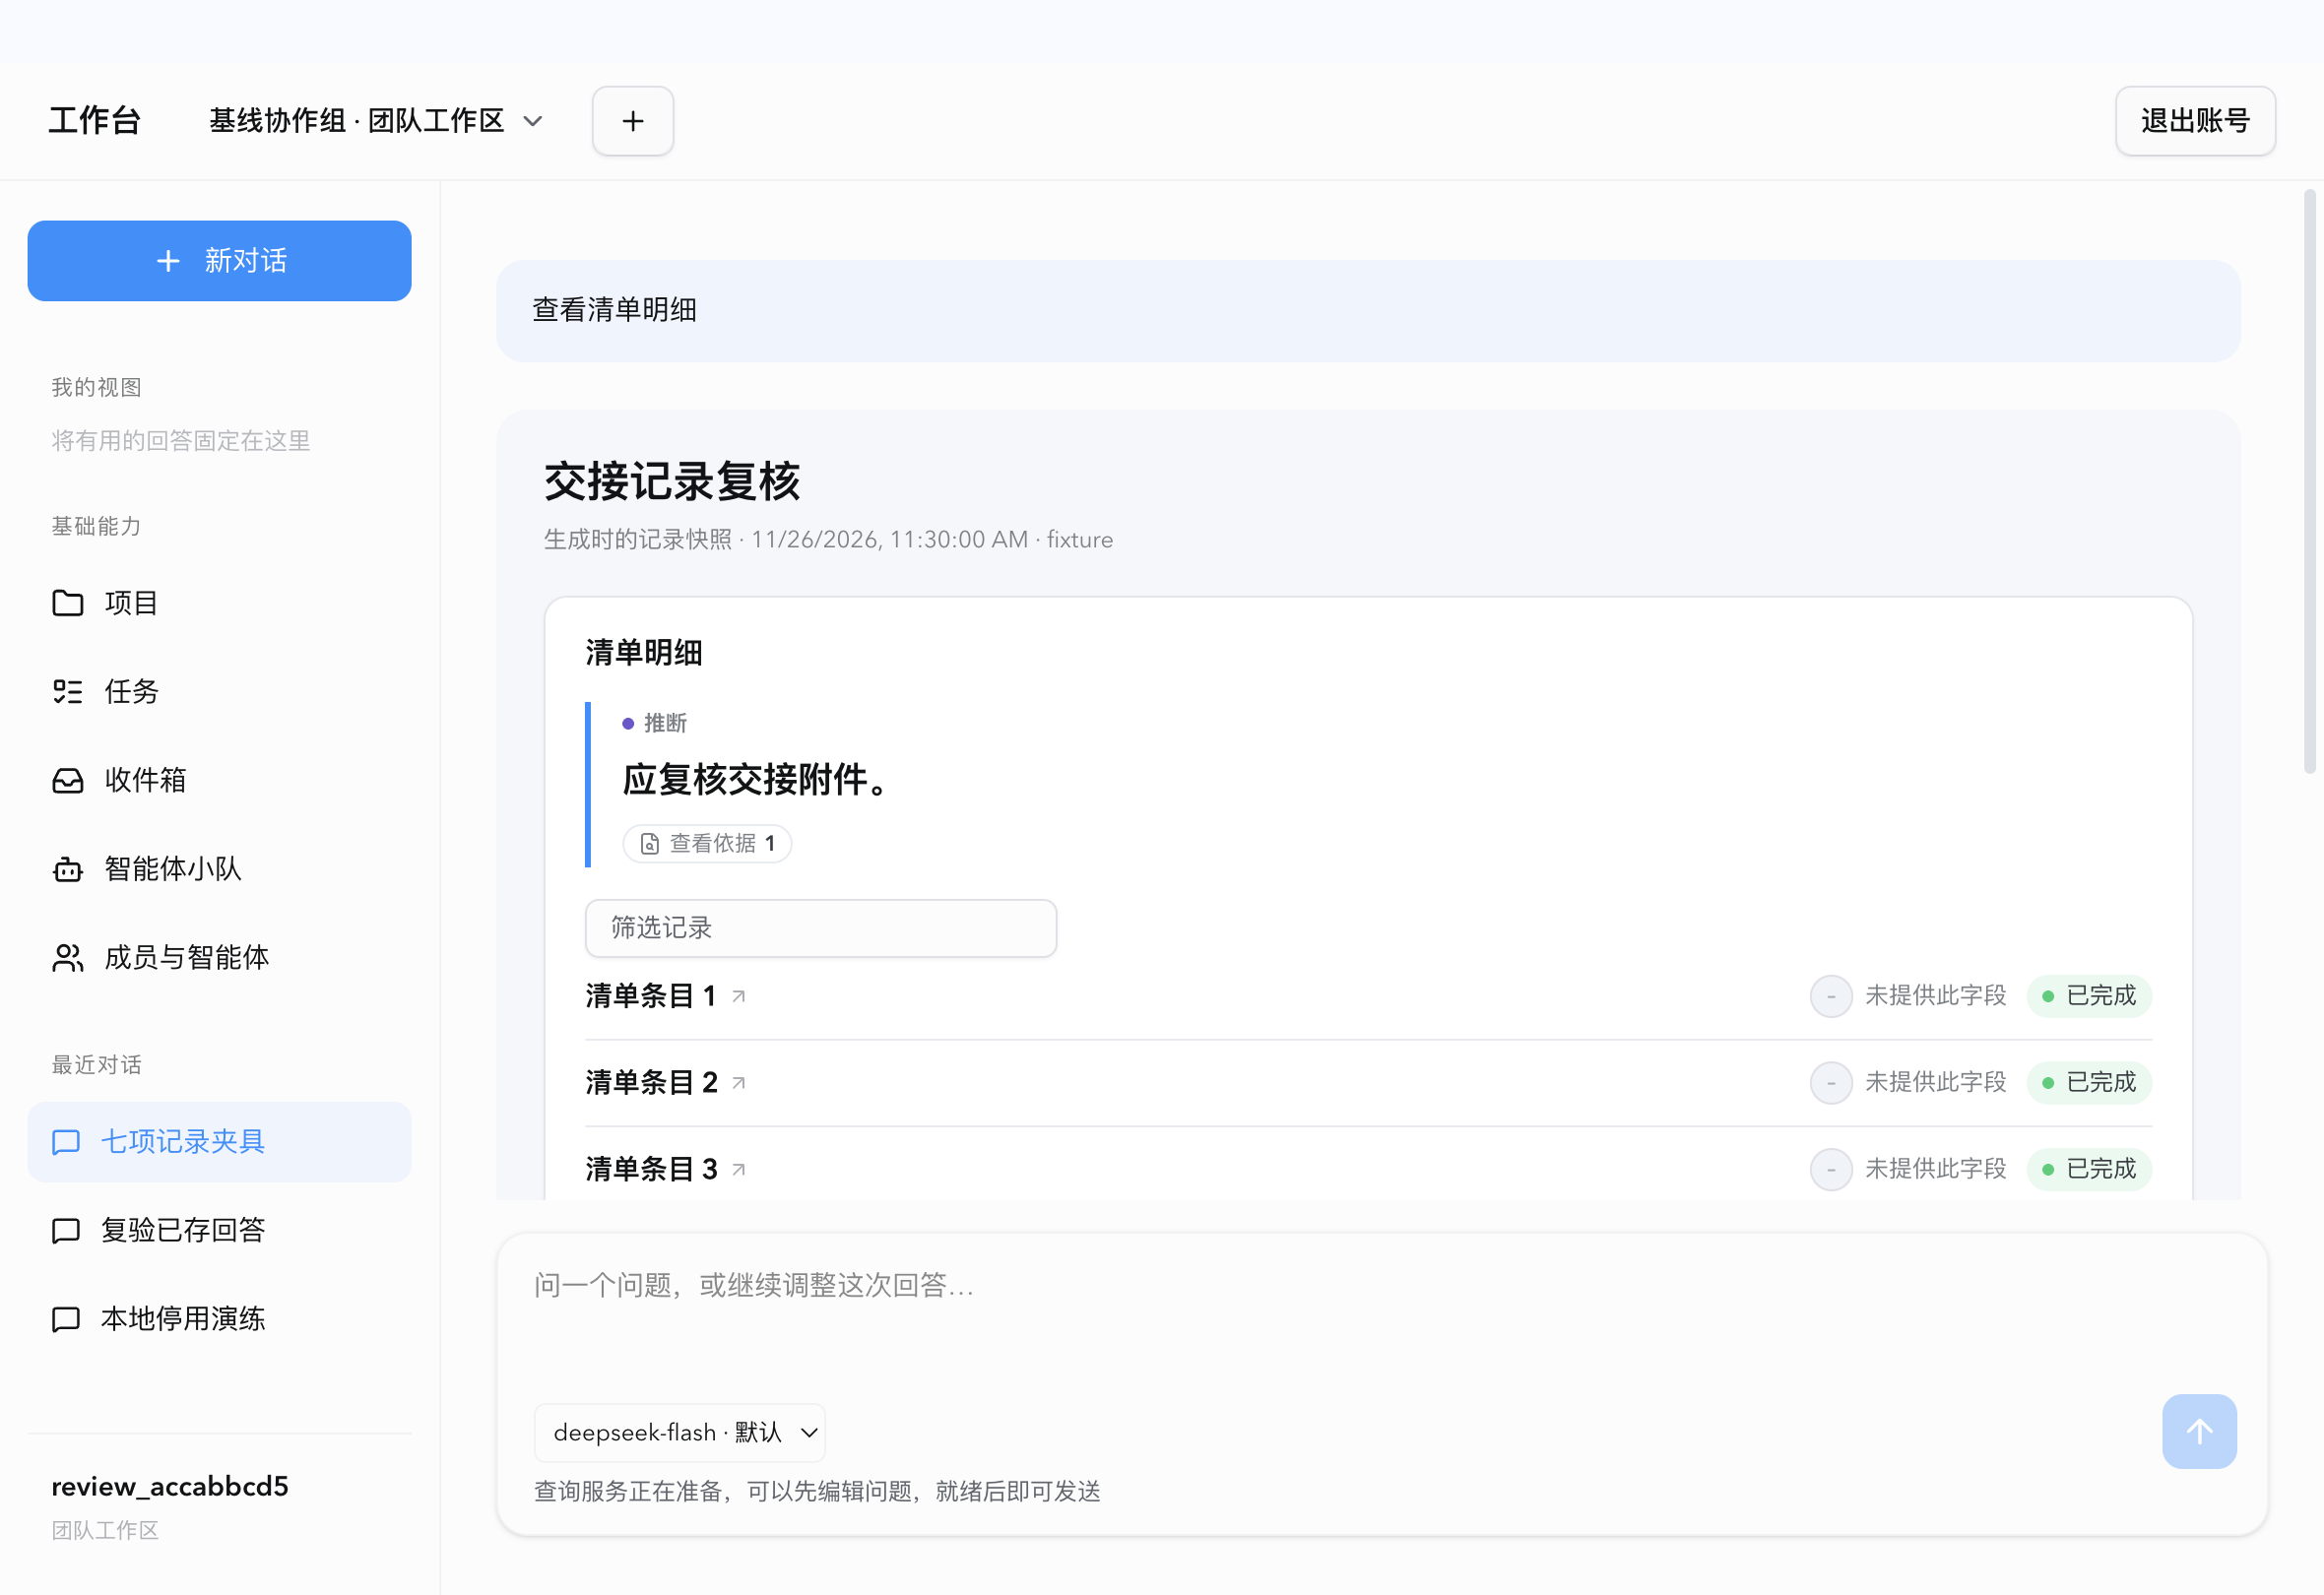 工作台
基线协作组 · 团队工作区
退出账号
新对话
我的视图
将有用的回答固定在这里
基础能力
项目
任务
收件箱
智能体小队
成员与智能体
最近对话
七项记录夹具
复验已存回答
本地停用演练
review_accabbcd5
团队工作区
查看清单明细
交接记录复核
生成时的记录快照 · 11/26/2026, 11:30:00 AM · fixture
清单明细
推断
应复核交接附件。
查看依据 1
筛选记录
清单条目 1 - 未提供此字段 已完成
清单条目 2 - 未提供此字段 已完成
清单条目 3 - 未提供此字段 已完成
问一个问题，或继续调整这次回答...
deepseek-flash · 默认
查询服务正在准备，可以先编辑问题，就绪后即可发送